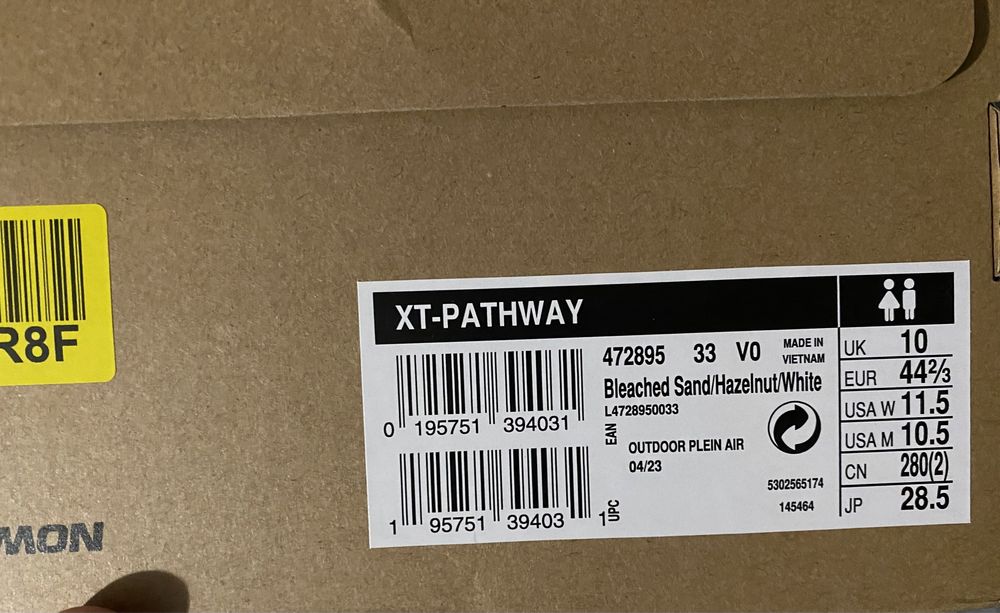 R8F
MON
XT-PATHWAY
0 195751 394031
EAN
1 95751 39403 1
UPC
472895 33 V0
MADE IN
VIETNAM
Bleached Sand/Hazelnut/White
L4728950033
OUTDOOR PLEIN AIR
04/23
5302565174
145464
UK 10
EUR 44⅔
USA W 11.5
USA M 10.5
CN 280(2)
JP 28.5